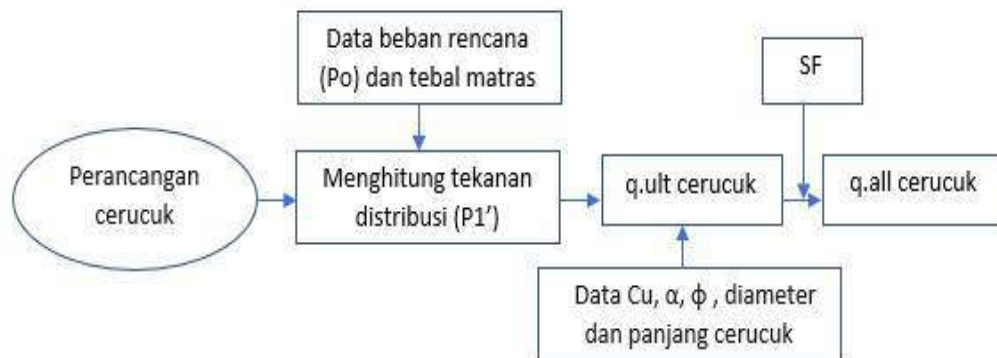 Data beban rencana
(Po) dan tebal matras
SF
Perancangan
cerucuk
Menghitung tekanan
distribusi (P1')
q.ult cerucuk
q.all cerucuk
Data Cu, α, ϕ , diameter
dan panjang cerucuk